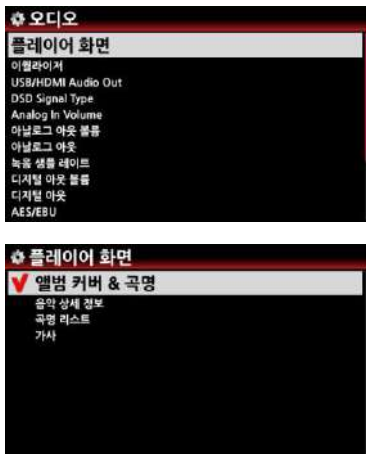 오디오
플레이어 화면
이퀄라이저
USB/HDMI Audio Out
DSD Signal Type
Analog In Volume
아날로그 아웃 볼륨
아날로그 아웃
녹음 샘플 레이트
디지털 아웃 볼륨
디지털 아웃
AES/EBU
플레이어 화면
앨범 커버 & 곡명
음악 상세 정보
곡명 리스트
가사